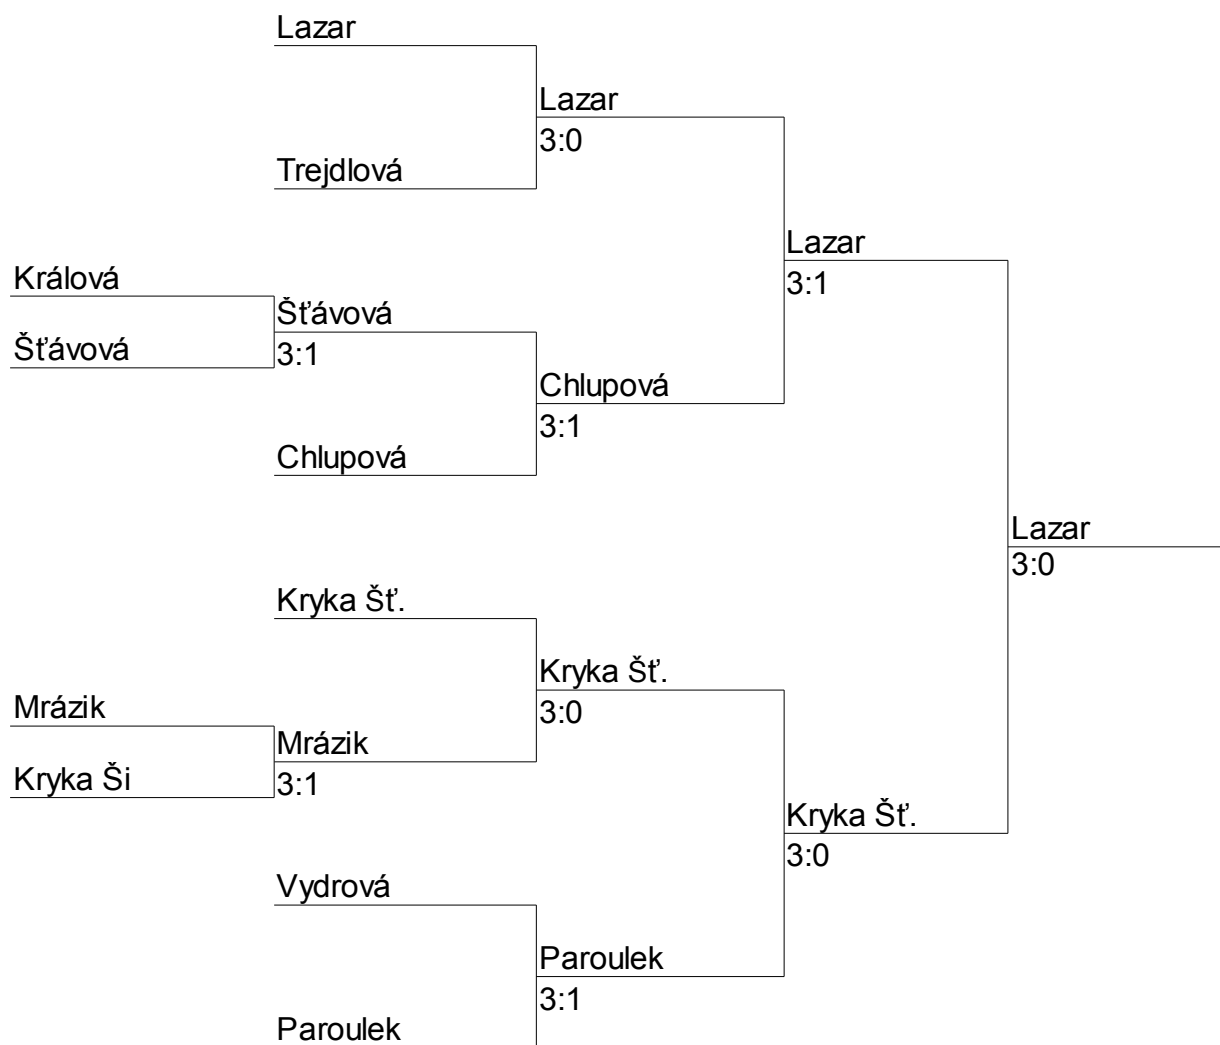 Lazar
Lazar
3:0
Trejdlová
Lazar
3:1
Králová
Šťávová
3:1
Šťávová
Chlupová
3:1
Chlupová
Lazar
3:0
Kryka Šť.
Kryka Šť.
3:0
Mrázik
Mrázik
3:1
Kryka Ši
Kryka Šť.
3:0
Vydrová
Paroulek
3:1
Paroulek